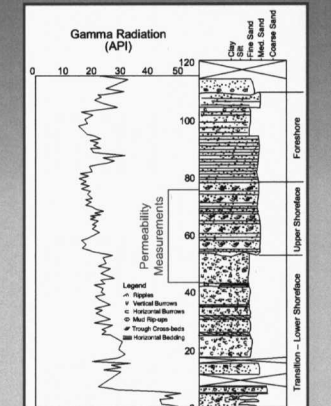 Gamma Radiation
(API)
0 10 20 30 40 50
Clay
Silt
Fine Sand
Med. Sand
Coarse Sand
120
100
80
60
40
20
Foreshore
Upper Shoreface
Transition – Lower Shoreface
Permeability
Measurements
Legend
Ripples
Vertical Burrows
Horizontal Burrows
Mud Rip-ups
Trough Cross-beds
Horizontal Bedding